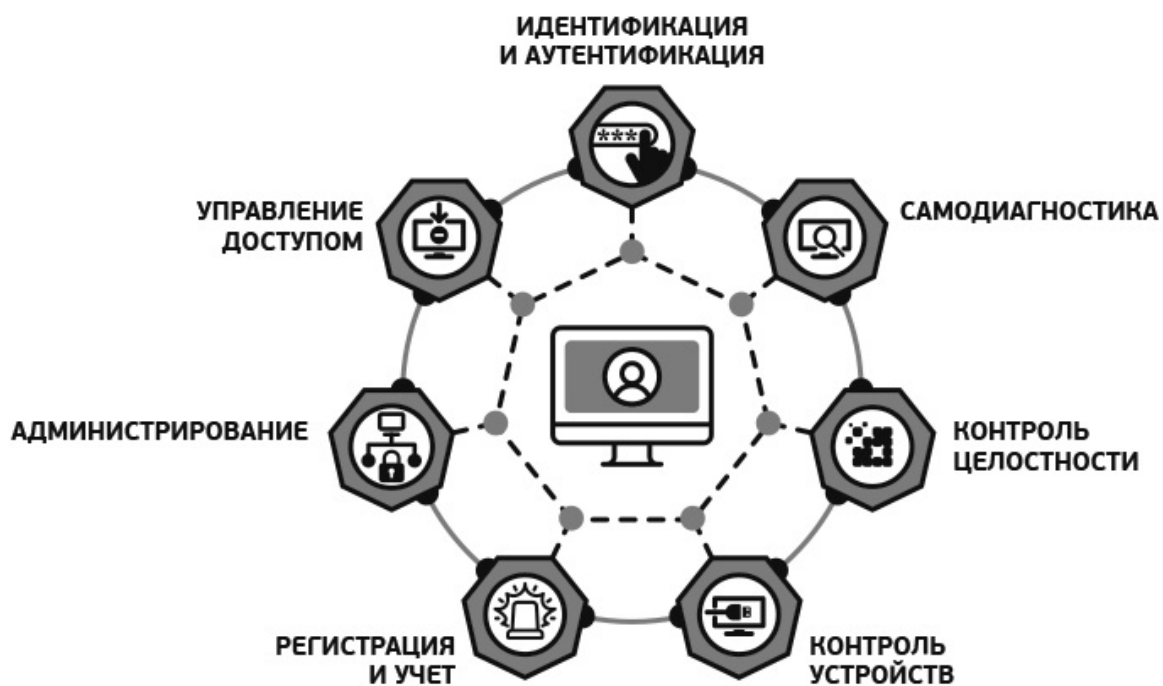 ИДЕНТИФИКАЦИЯ
И АУТЕНТИФИКАЦИЯ
***
УПРАВЛЕНИЕ
ДОСТУПОМ
САМОДИАГНОСТИКА
АДМИНИСТРИРОВАНИЕ
КОНТРОЛЬ
ЦЕЛОСТНОСТИ
РЕГИСТРАЦИЯ
И УЧЕТ
КОНТРОЛЬ
УСТРОЙСТВ